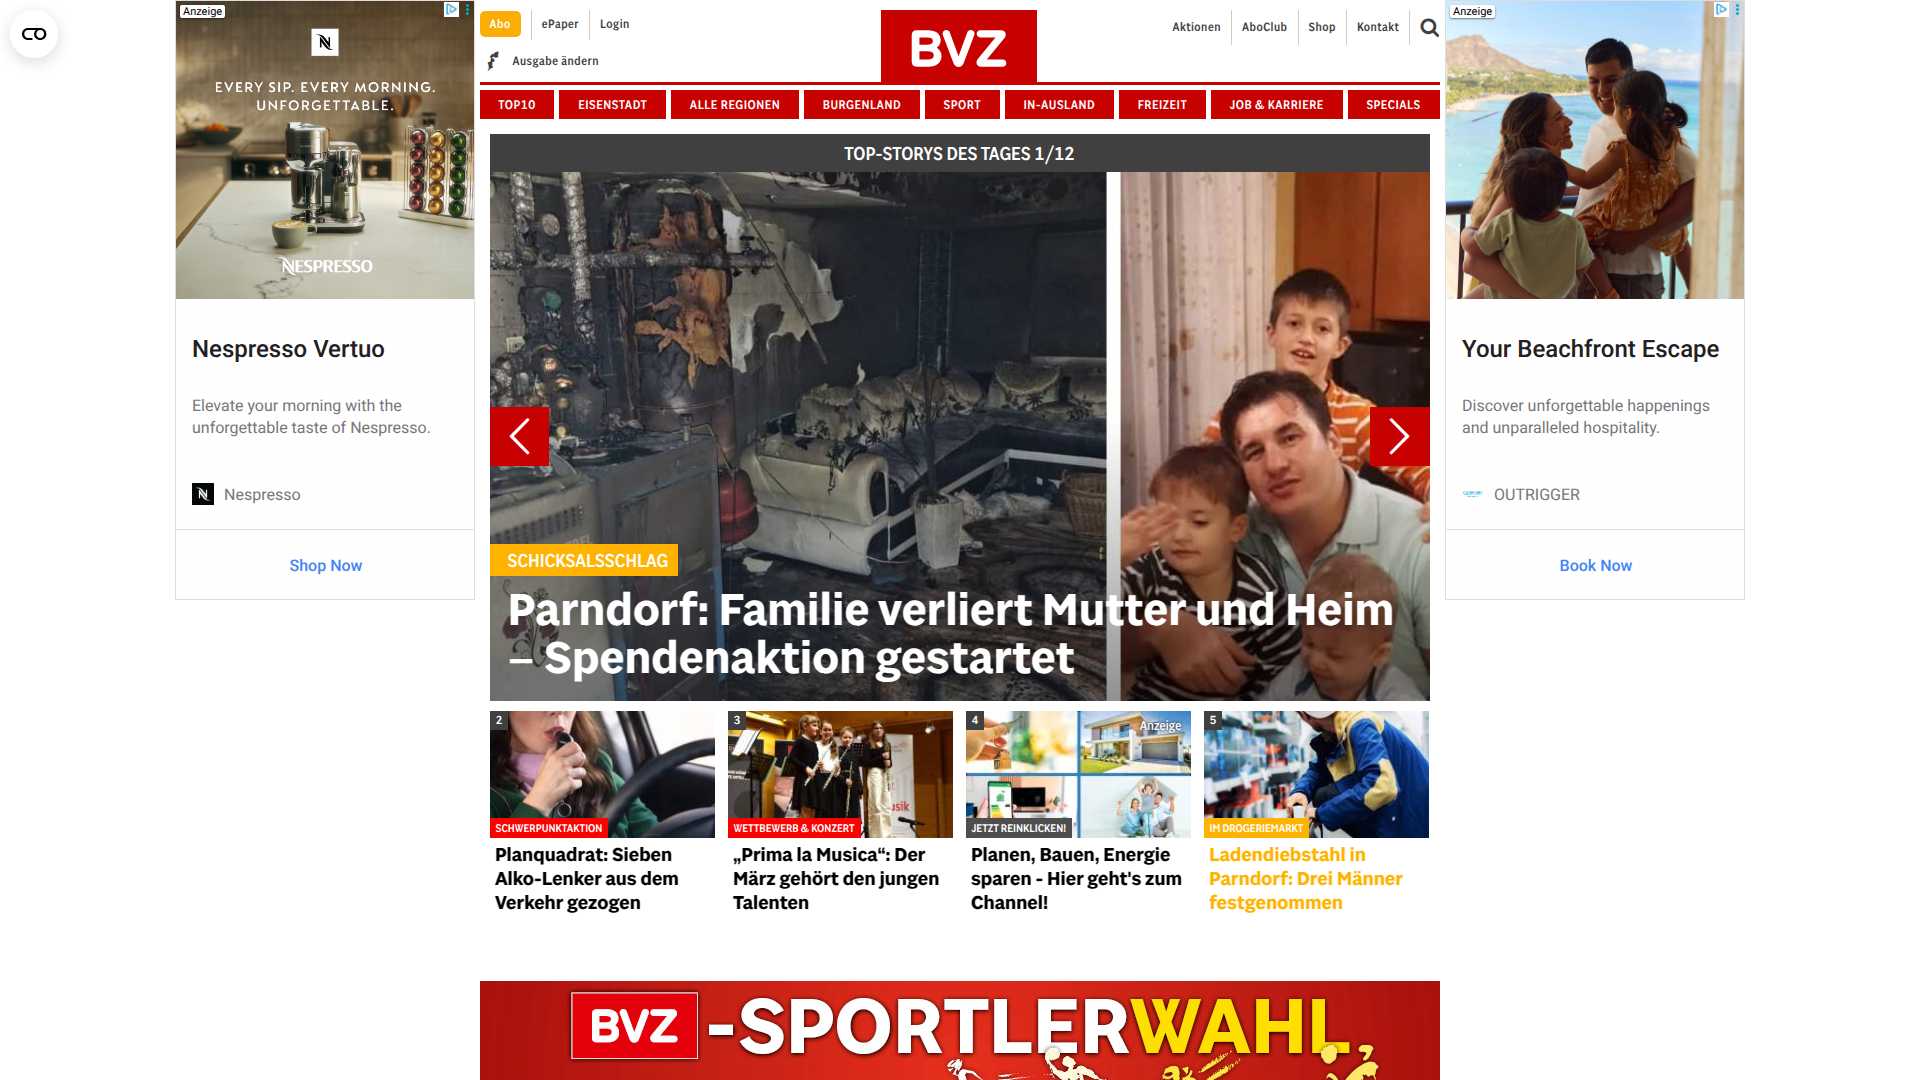 Anzeige
EVERY SIP. EVERY MORNING.
UNFORGETTABLE.
NESPRESSO
Nespresso Vertuo
Elevate your morning with the
unforgettable taste of Nespresso.
Nespresso
Shop Now
Abo
ePaper
Login
Ausgabe ändern
BVZ
Aktionen
AboClub
Shop
Kontakt
TOP10
EISENSTADT
ALLE REGIONEN
BURGENLAND
SPORT
IN-AUSLAND
FREIZEIT
JOB & KARRIERE
SPECIALS
TOP-STORYS DES TAGES 1/12
SCHICKSALSSCHLAG
Parndorf: Familie verliert Mutter und Heim
– Spendenaktion gestartet
2
SCHWERPUNKTAKTION
Planquadrat: Sieben
Alko-Lenker aus dem
Verkehr gezogen
3
WETTBEWERB & KONZERT
„Prima la Musica“: Der
März gehört den jungen
Talenten
4
Anzeige
JETZT REINKLICKEN!
Planen, Bauen, Energie
sparen - Hier geht's zum
Channel!
5
IM DROGERIEMARKT
Ladendiebstahl in
Parndorf: Drei Männer
festgenommen
BVZ -SPORTLERWAHL
Anzeige
Your Beachfront Escape
Discover unforgettable happenings
and unparalleled hospitality.
OUTRIGGER
Book Now